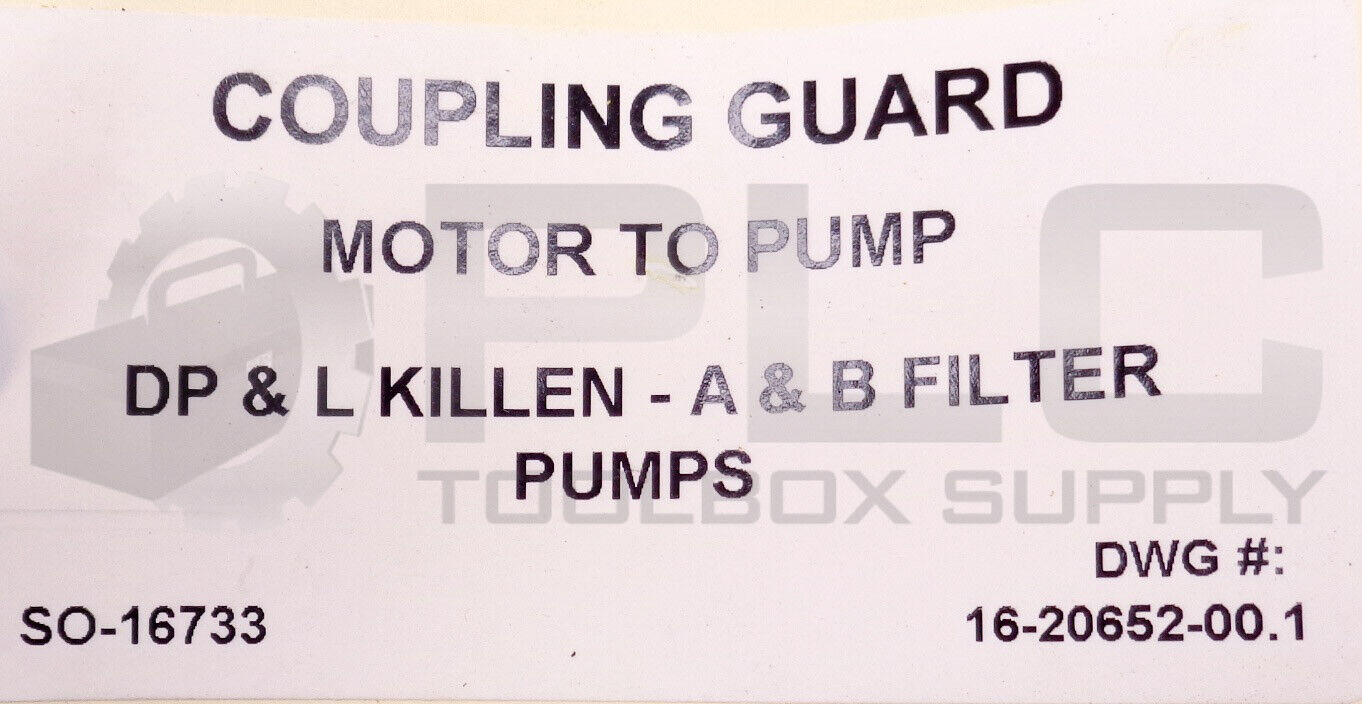 COUPLING GUARD
MOTOR TO PUMP
DP & L KILLEN - A & B FILTER
PUMPS
DWG #:
SO-16733 16-20652-00.1
PLC
TOOLBOX SUPPLY